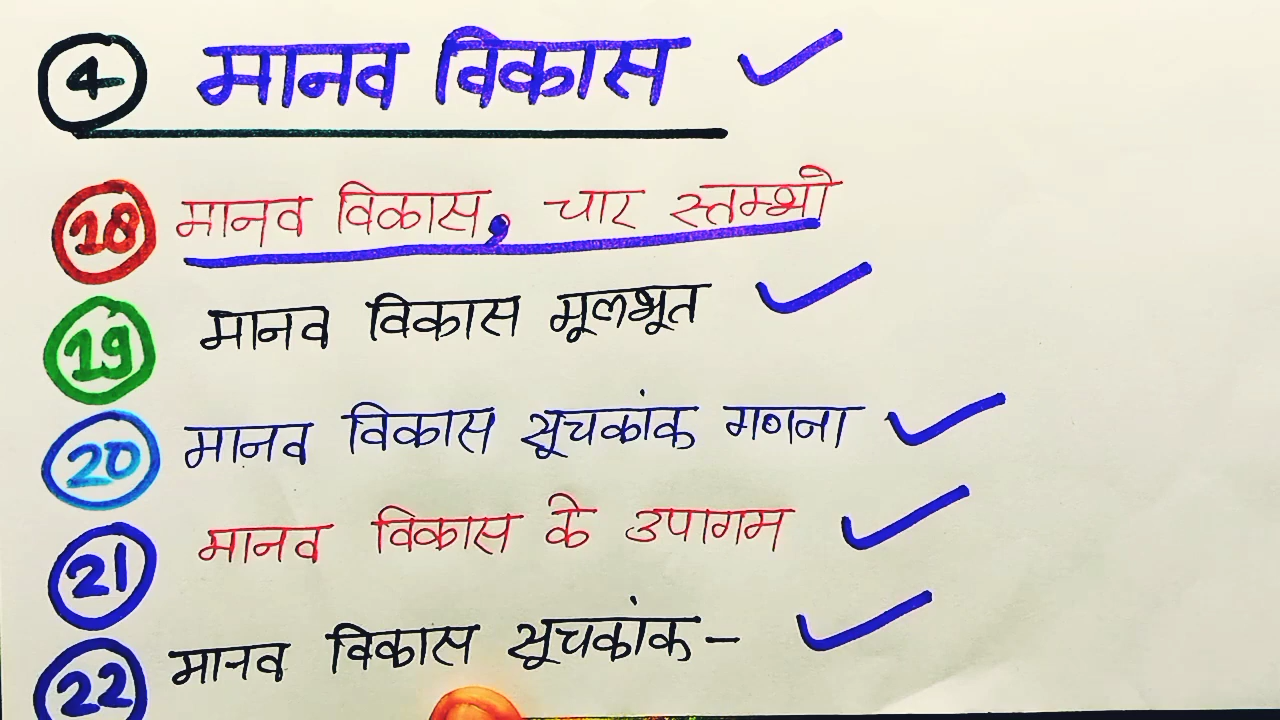 4 मानव विकास
18 मानव विकास, चार स्तम्भो
19 मानव विकास मूलभूत
20 मानव विकास सूचकांक गणना
21 मानव विकास के उपागम
22 मानव विकास सूचकांक-